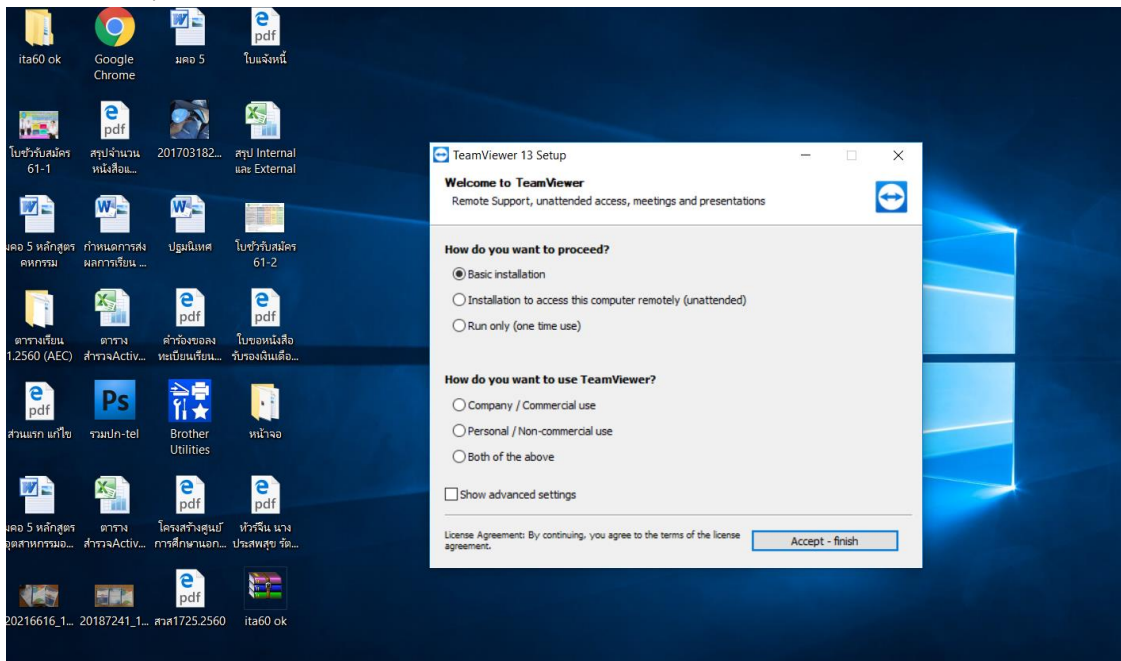 ita60 ok
Google
Chrome
มคอ 5
pdf
ใบแจ้งหนี้
ใบชั่วรับสมัคร
61-1
pdf
สรุปจำนวน
หนังสือแ...
201703182...
สรุป Internal
และ External
มคอ 5 หลักสูตร
คหกรรม
กำหนดการส่ง
ผลการเรียน ...
ปฐมนิเทศ
ใบชั่วรับสมัคร
61-2
ตารางเรียน
1.2560 (AEC)
ตาราง
สำรวจActiv...
pdf
คำร้องขอลง
ทะเบียนเรียน...
pdf
ใบขอหนังสือ
รับรองเงินเดือ...
pdf
ส่วนแรก แก้ไข
Ps
รวมปก-tel
Brother
Utilities
หน้าจอ
มคอ 5 หลักสูตร
อุตสาหกรรมอ...
ตาราง
สำรวจActiv...
pdf
โครงสร้างศูนย์
การศึกษานอก...
pdf
ทัวร์จีน นาง
ประสพสุข รัต...
20216616_1...
20187241_1...
pdf
สวส1725.2560
ita60 ok
TeamViewer 13 Setup
Welcome to TeamViewer
Remote Support, unattended access, meetings and presentations
How do you want to proceed?
Basic installation
Installation to access this computer remotely (unattended)
Run only (one time use)
How do you want to use TeamViewer?
Company / Commercial use
Personal / Non-commercial use
Both of the above
Show advanced settings
License Agreement: By continuing, you agree to the terms of the license
agreement.
Accept - finish